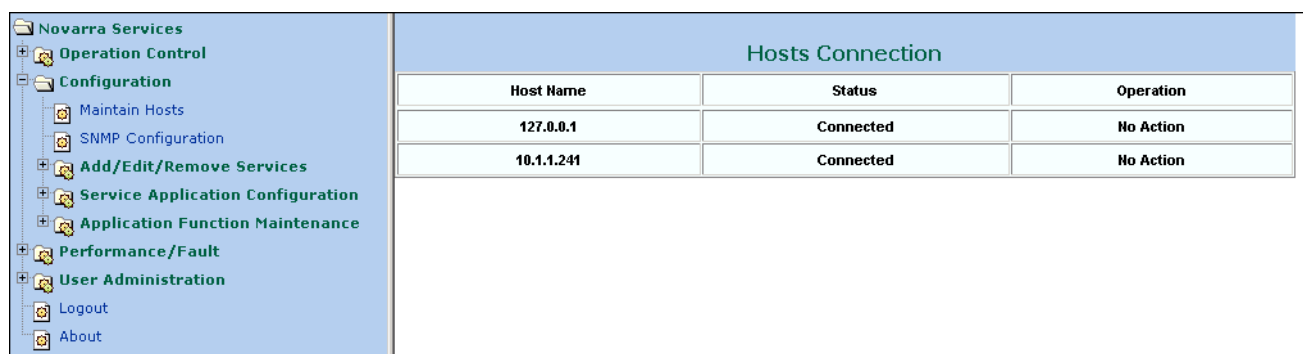 Novarra Services
Operation Control
Configuration
Maintain Hosts
SNMP Configuration
Add/Edit/Remove Services
Service Application Configuration
Application Function Maintenance
Performance/Fault
User Administration
Logout
About
Hosts Connection
Host Name Status Operation
127.0.0.1 Connected No Action
10.1.1.241 Connected No Action